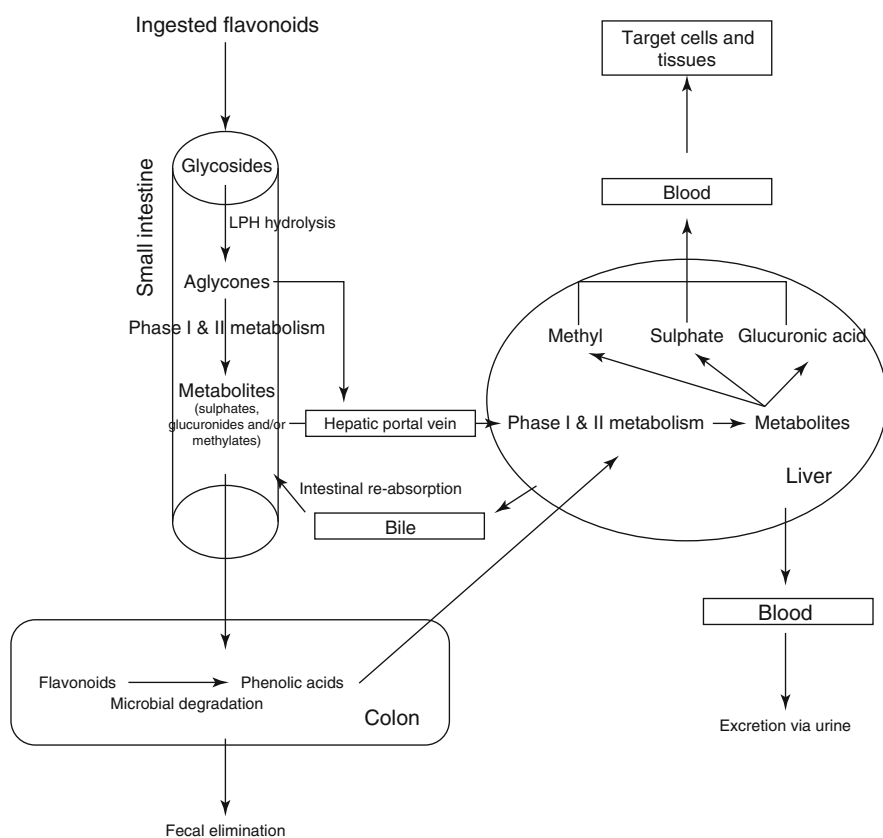 Ingested flavonoids
Target cells and
tissues
Glycosides
Small intestine
LPH hydrolysis
Blood
Aglycones
Phase I & II metabolism
Methyl
Sulphate
Glucuronic acid
Metabolites
(sulphates,
glucuronides and/or
methylates)
Hepatic portal vein
Phase I & II metabolism
Metabolites
Liver
Intestinal re-absorption
Bile
Blood
Flavonoids
Phenolic acids
Microbial degradation
Colon
Excretion via urine
Fecal elimination